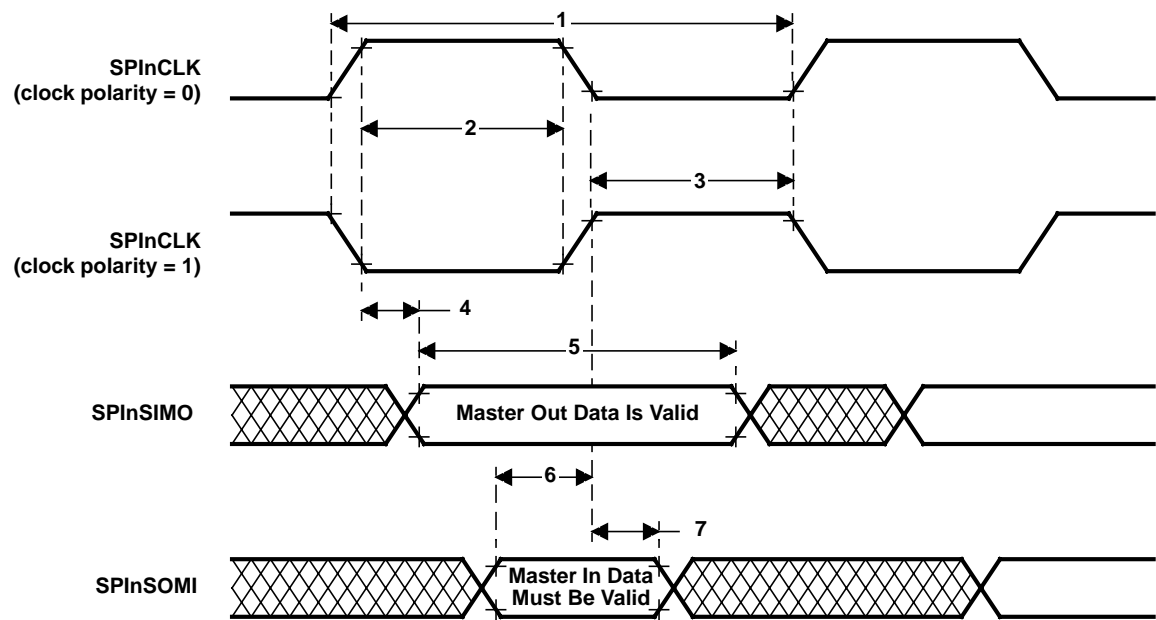 1
SPInCLK
(clock polarity = 0)
2
3
SPInCLK
(clock polarity = 1)
4
5
SPInSIMO
Master Out Data Is Valid
6
7
SPInSOMI
Master In Data
Must Be Valid